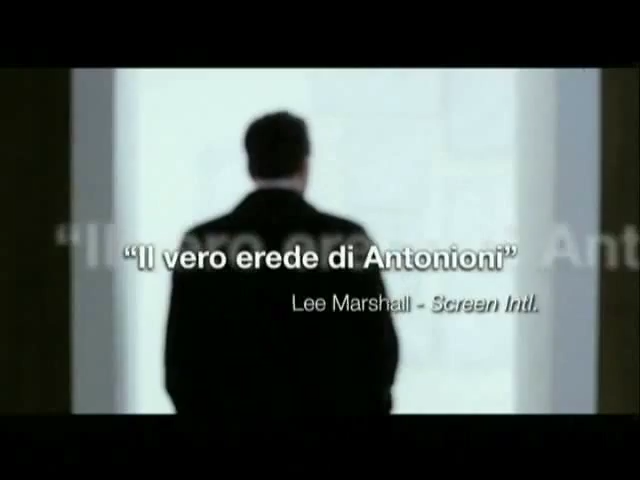 “Il vero erede di Antonioni”
Lee Marshall - Screen Intl.